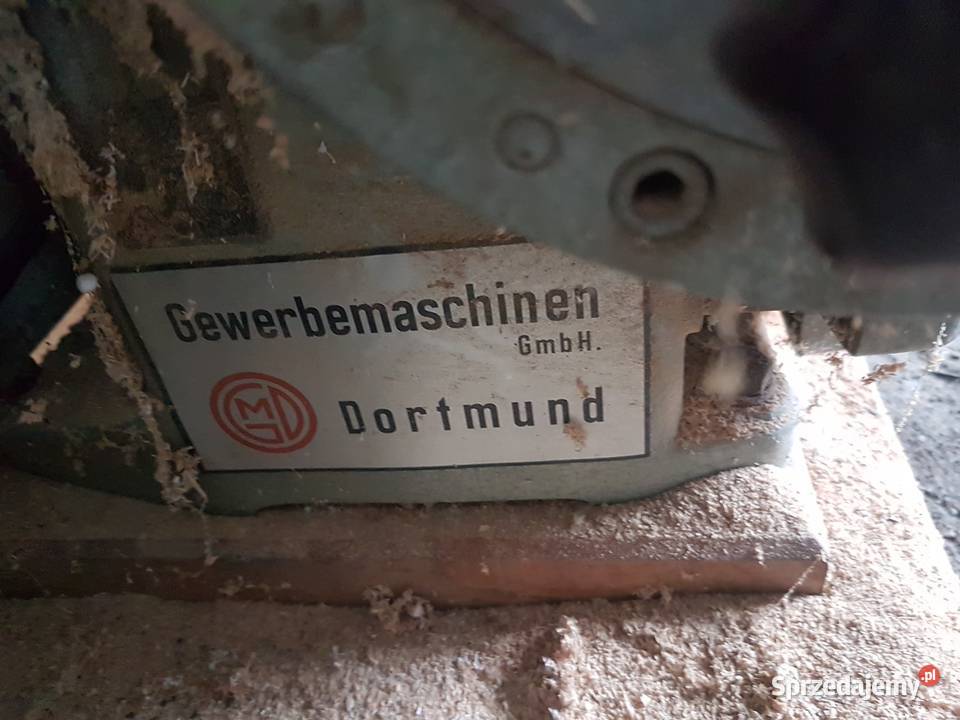 Gewerbemaschinen
GmbH.
GMD Dortmund
Sprzedajemy.pl